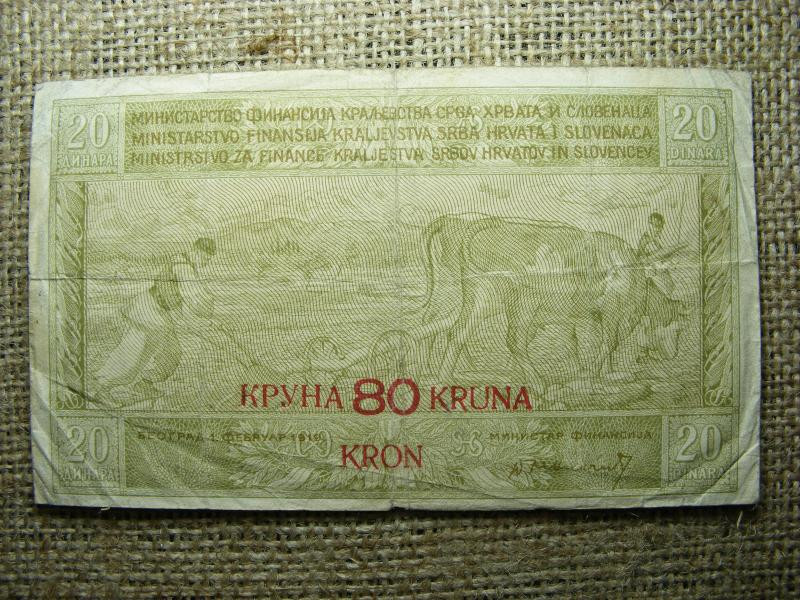 20 ДИНАРА
МИНИСТАРСТВО ФИНАНСИЈА КРАЉЕВСТВА СРБА, ХРВАТА И СЛОВЕНАЦА
MINISTARSTVO FINANSIJA KRALJEVSTVA SRBA HRVATA I SLOVENACA
MINISTRSTVO ZA FINANCE KRALJESTVA SRBOV HRVATOV IN SLOVENCEV
20 DINARA
КРУНА 80 KRUNA
KRON
20 ДИНАРА
БЕОГРАД 1. ФЕБРУАР 1919
МИНИСТАР ФИНАНСИЈА
20 DINARA